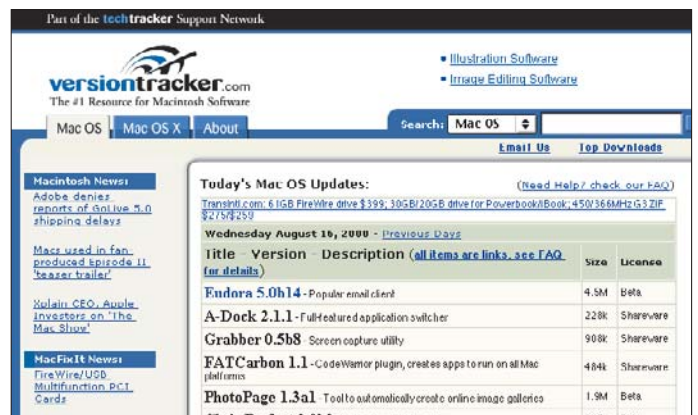 Part of the techtracker Support Network
versiontracker.com
The #1 Resource for Macintosh Software
Illustration Software
Image Editing Software
Mac OS
Mac OS X
About
Search:
Mac OS
Email Us
Top Downloads
Macintosh News:
Adobe denies
reports of GoLive 5.0
shipping delays
Macs used in fan
produced Episode II
'teaser trailer'
Xplain CEO, Apple
Investors on 'The
Mac Show'
MacFixIt News:
FireWire/USB
Multifunction PCI
Cards
Today's Mac OS Updates:
(Need Help? check our FAQ)
Transintl.com: 61GB FireWire drive $399; 30GB/20GB drive for Powerbook/iBook; 450/366MHz G3 ZIF
$275/$259
Wednesday August 16, 2000 - Previous Days
Title - Version - Description (all items are links, see FAQ
for details)
Size
License
Eudora 5.0b14 - Popular email client
4.5M
Beta
A-Dock 2.1.1 - Full-featured application switcher
228k
Shareware
Grabber 0.5b8 - Screen capture utility
908k
Shareware
FATCarbon 1.1 - CodeWarrior plugin, creates apps to run on all Mac
platforms
484k
Shareware
PhotoPage 1.3a1 - Tool to automatically create online image galleries
1.9M
Beta